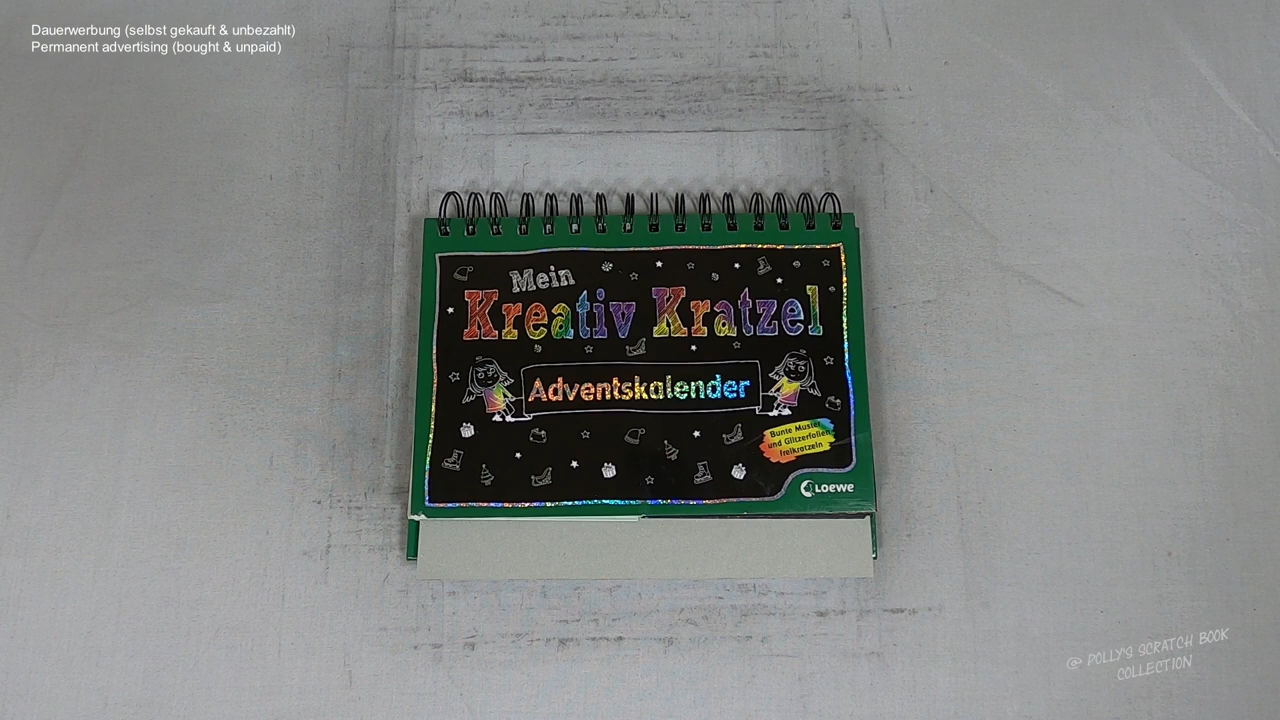 Dauerwerbung (selbst gekauft & unbezahlt)
Permanent advertising (bought & unpaid)
Mein
Kreativ Kratzel
Adventskalender
Bunte Muster
und Glitzerfolien
freikratzeln
LOEWE
@ POLLY'S SCRATCH BOOK
COLLECTION